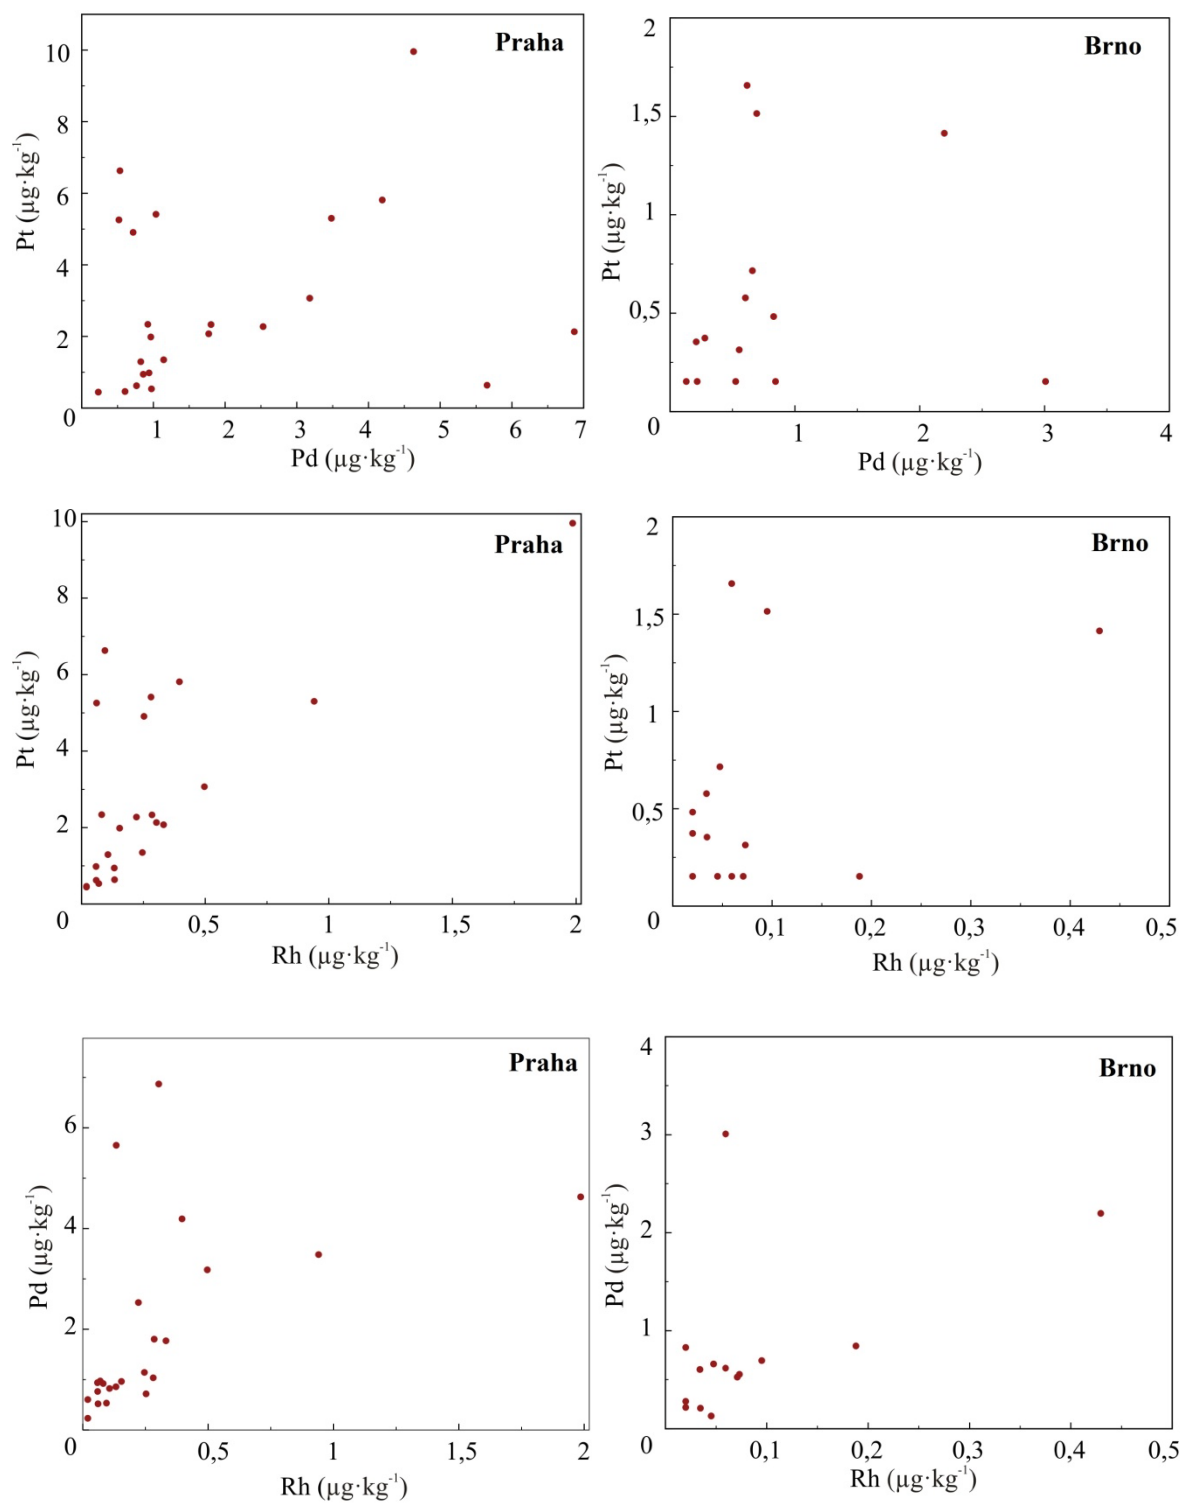 Praha
10
8
6
4
2
0
1 2 3 4 5 6 7
Pt (µg·kg⁻¹)
Pd (µg·kg⁻¹)
Brno
2
1,5
1
0,5
0
1 2 3 4
Pt (µg·kg⁻¹)
Pd (µg·kg⁻¹)
Praha
10
8
6
4
2
0
0,5 1 1,5 2
Pt (µg·kg⁻¹)
Rh (µg·kg⁻¹)
Brno
2
1,5
1
0,5
0
0,1 0,2 0,3 0,4 0,5
Pt (µg·kg⁻¹)
Rh (µg·kg⁻¹)
Praha
6
4
2
0
0,5 1 1,5 2
Pd (µg·kg⁻¹)
Rh (µg·kg⁻¹)
Brno
4
3
2
1
0
0,1 0,2 0,3 0,4 0,5
Pd (µg·kg⁻¹)
Rh (µg·kg⁻¹)